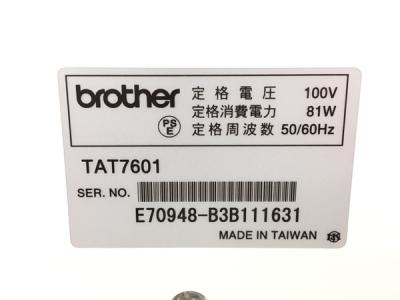 brother
定格電圧 100V
定格消費電力 81W
定格周波数 50/60Hz
PS
E
TAT7601
SER. NO.
E70948-B3B111631
MADE IN TAIWAN